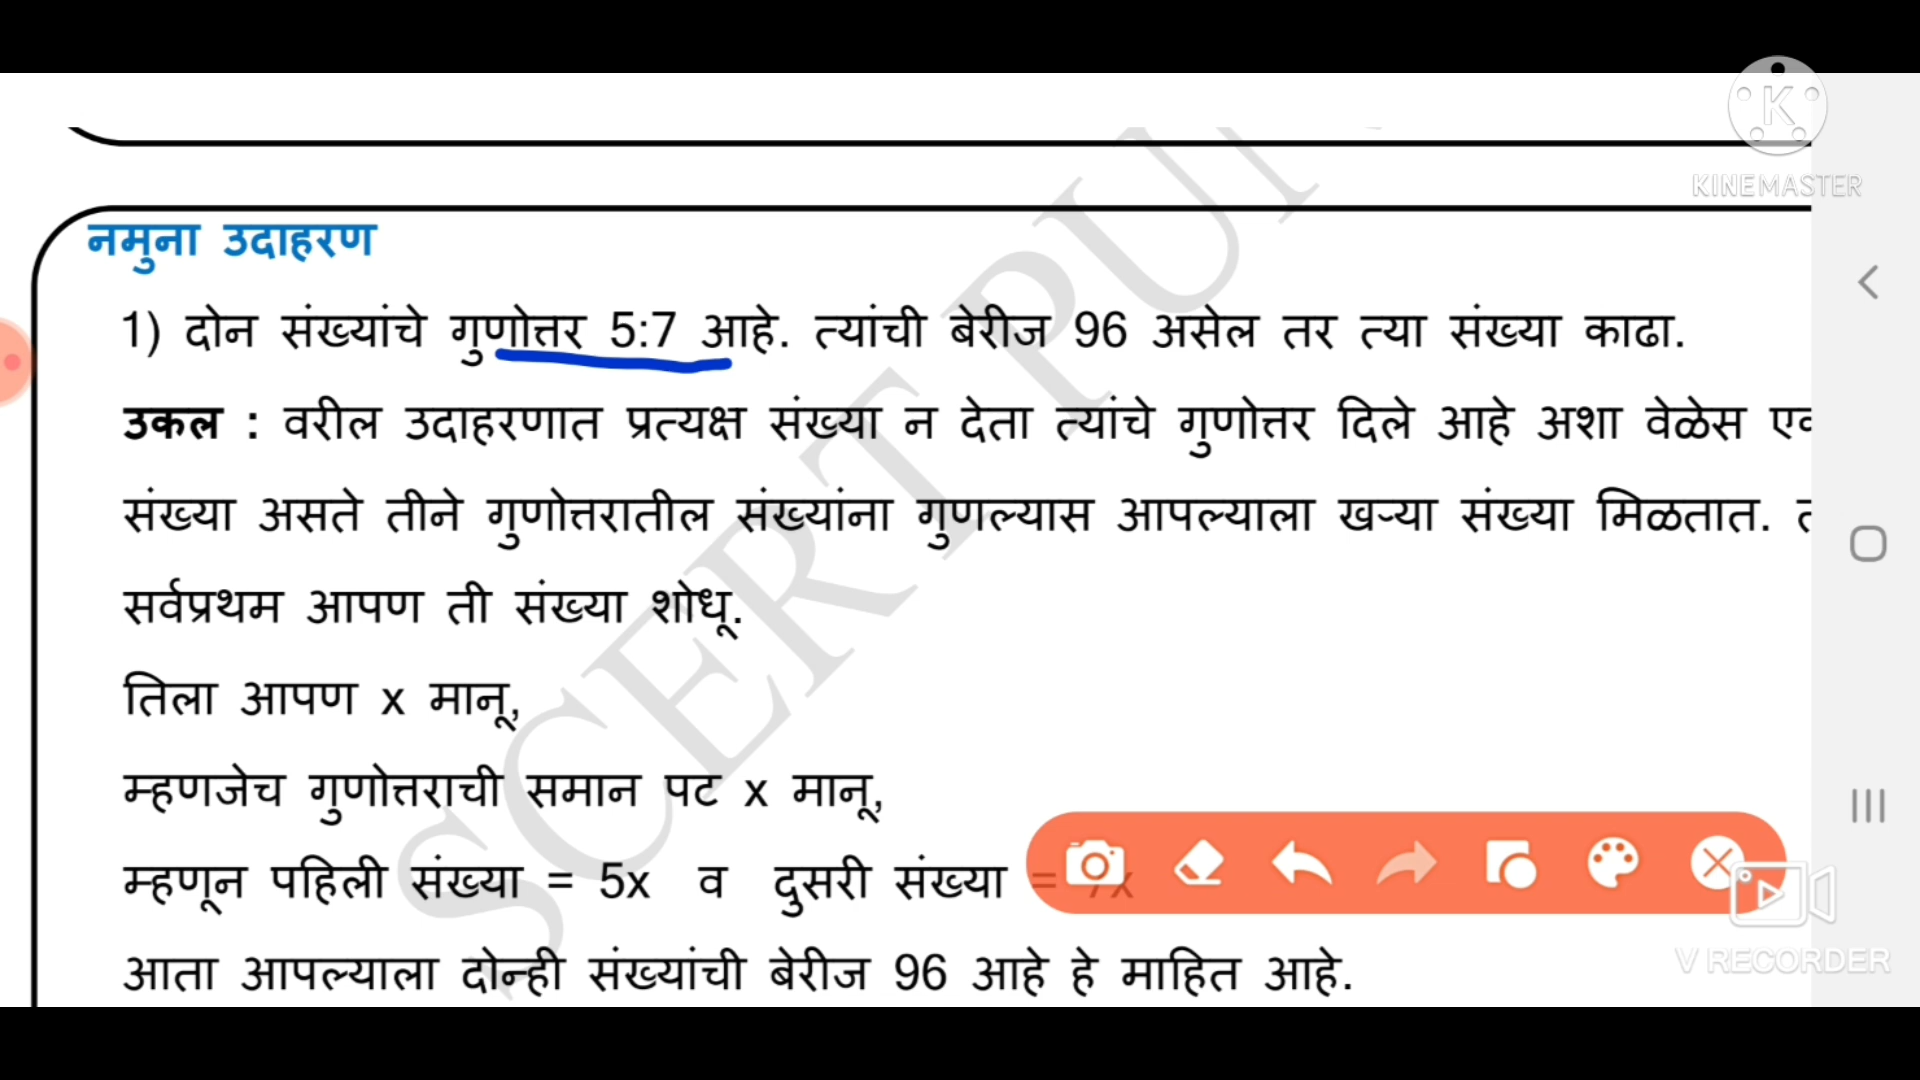 KINEMASTER
नमुना उदाहरण
1) दोन संख्यांचे गुणोत्तर 5:7 आहे. त्यांची बेरीज 96 असेल तर त्या संख्या काढा.
उकल : वरील उदाहरणात प्रत्यक्ष संख्या न देता त्यांचे गुणोत्तर दिले आहे अशा वेळेस
संख्या असते तीने गुणोत्तरातील संख्यांना गुणल्यास आपल्याला खऱ्या संख्या मिळतात.
सर्वप्रथम आपण ती संख्या शोधू.
तिला आपण x मानू,
म्हणजेच गुणोत्तराची समान पट x मानू,
म्हणून पहिली संख्या = 5x व दुसरी संख्या = 7x
आता आपल्याला दोन्ही संख्यांची बेरीज 96 आहे हे माहित आहे.
V RECORDER
SCERT